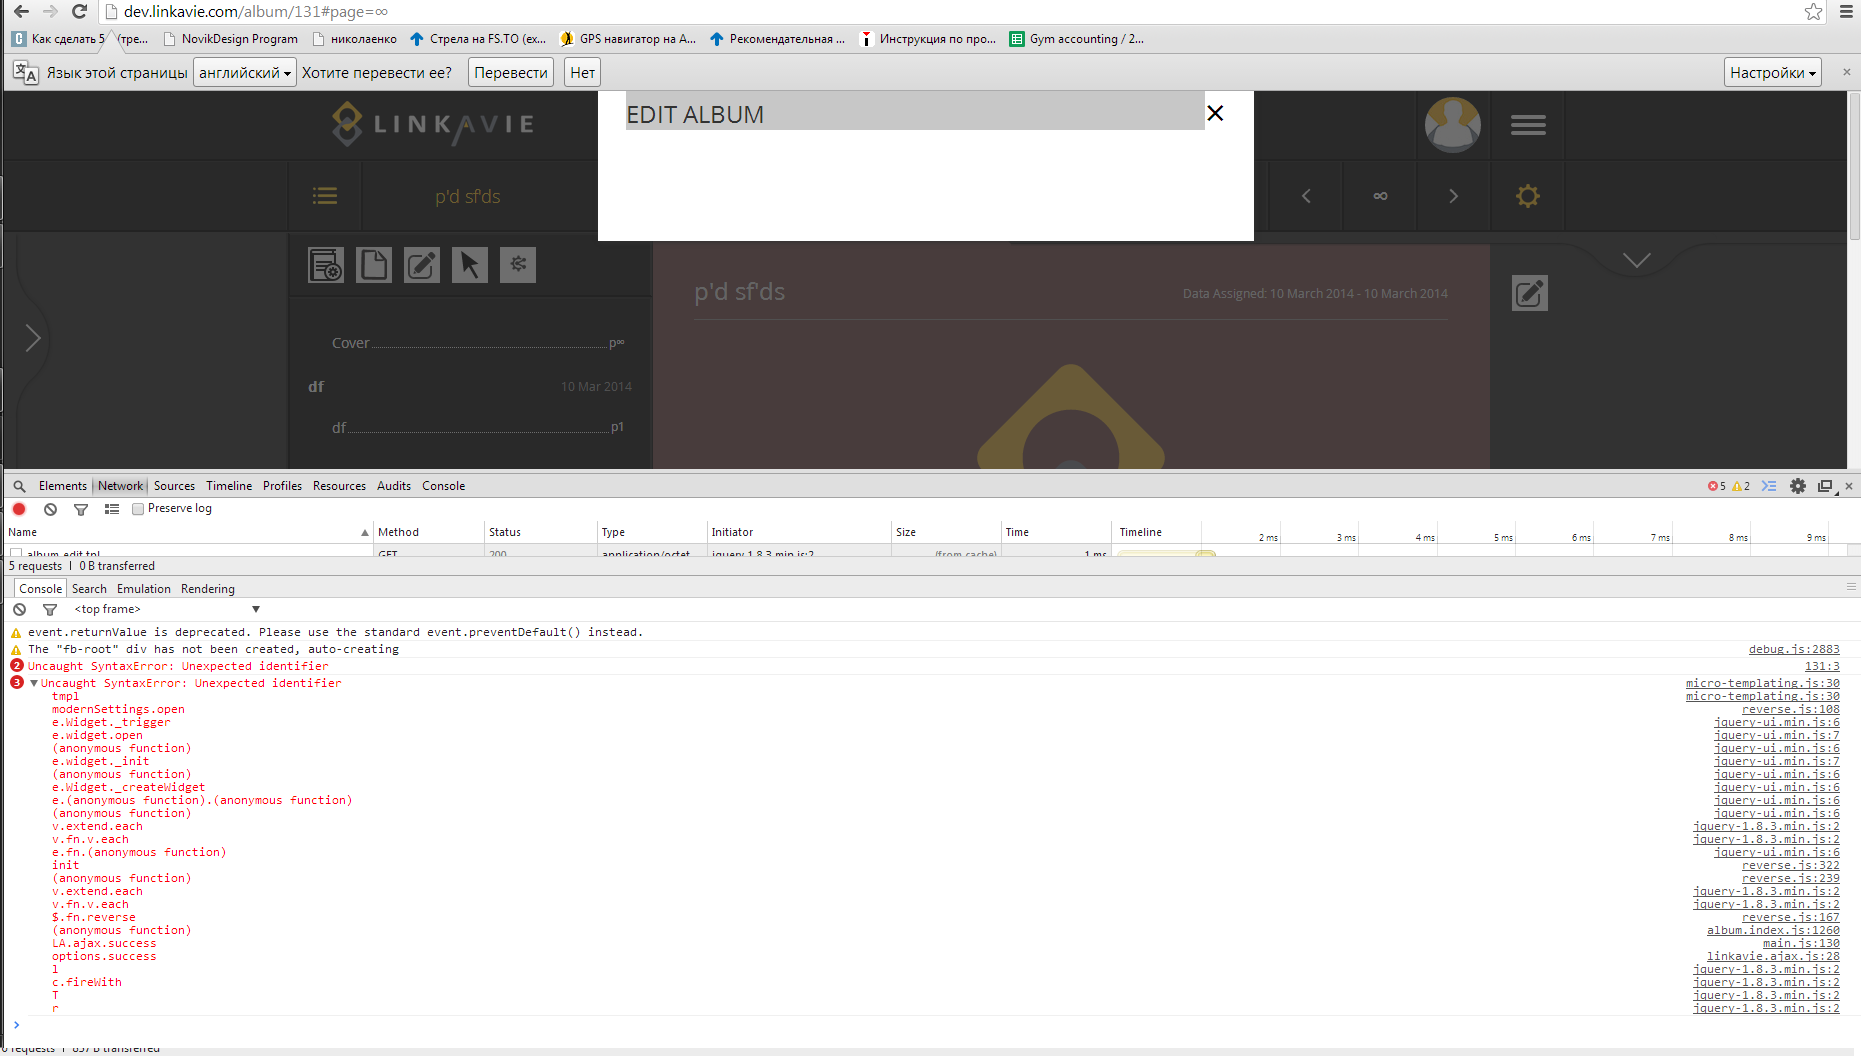 dev.linkavie.com/album/131#page=∞
Как сделать 5 (тре... NovikDesign Program николаенко Стрела на FS.TO (ex... GPS навигатор на А... Рекомендательная ... Инструкция по про... Gym accounting / 2...
Язык этой страницы английский Хотите перевести ее? Перевести Нет Настройки
LINKAVIE
EDIT ALBUM
p'd sf'ds
∞
p'd sf'ds
Data Assigned: 10 March 2014 - 10 March 2014
Cover p∞
df 10 Mar 2014
df p1
Elements Network Sources Timeline Profiles Resources Audits Console 5 2
Preserve log
Name Method Status Type Initiator Size Time Timeline 2 ms 3 ms 4 ms 5 ms 6 ms 7 ms 8 ms 9 ms
album-edit.tpl GET 200 application/octet... jquery-1.8.3.min.js:2 (from cache) 1 ms
5 requests | 0 B transferred
Console Search Emulation Rendering
<top frame>
event.returnValue is deprecated. Please use the standard event.preventDefault() instead.
The "fb-root" div has not been created, auto-creating debug.js:2883
2 Uncaught SyntaxError: Unexpected identifier 131:3
3 Uncaught SyntaxError: Unexpected identifier micro-templating.js:30
tmpl micro-templating.js:30
modernSettings.open reverse.js:108
e.Widget._trigger jquery-ui.min.js:6
e.widget.open jquery-ui.min.js:7
(anonymous function) jquery-ui.min.js:6
e.widget._init jquery-ui.min.js:7
(anonymous function) jquery-ui.min.js:6
e.Widget._createWidget jquery-ui.min.js:6
e.(anonymous function).(anonymous function) jquery-ui.min.js:6
(anonymous function) jquery-ui.min.js:6
v.extend.each jquery-1.8.3.min.js:2
v.fn.v.each jquery-1.8.3.min.js:2
e.fn.(anonymous function) jquery-ui.min.js:6
init reverse.js:322
(anonymous function) reverse.js:239
v.extend.each jquery-1.8.3.min.js:2
v.fn.v.each jquery-1.8.3.min.js:2
$.fn.reverse reverse.js:167
(anonymous function) album.index.js:1260
LA.ajax.success main.js:130
options.success linkavie.ajax.js:28
l jquery-1.8.3.min.js:2
c.fireWith jquery-1.8.3.min.js:2
T jquery-1.8.3.min.js:2
r jquery-1.8.3.min.js:2
requests | 857 B transferred